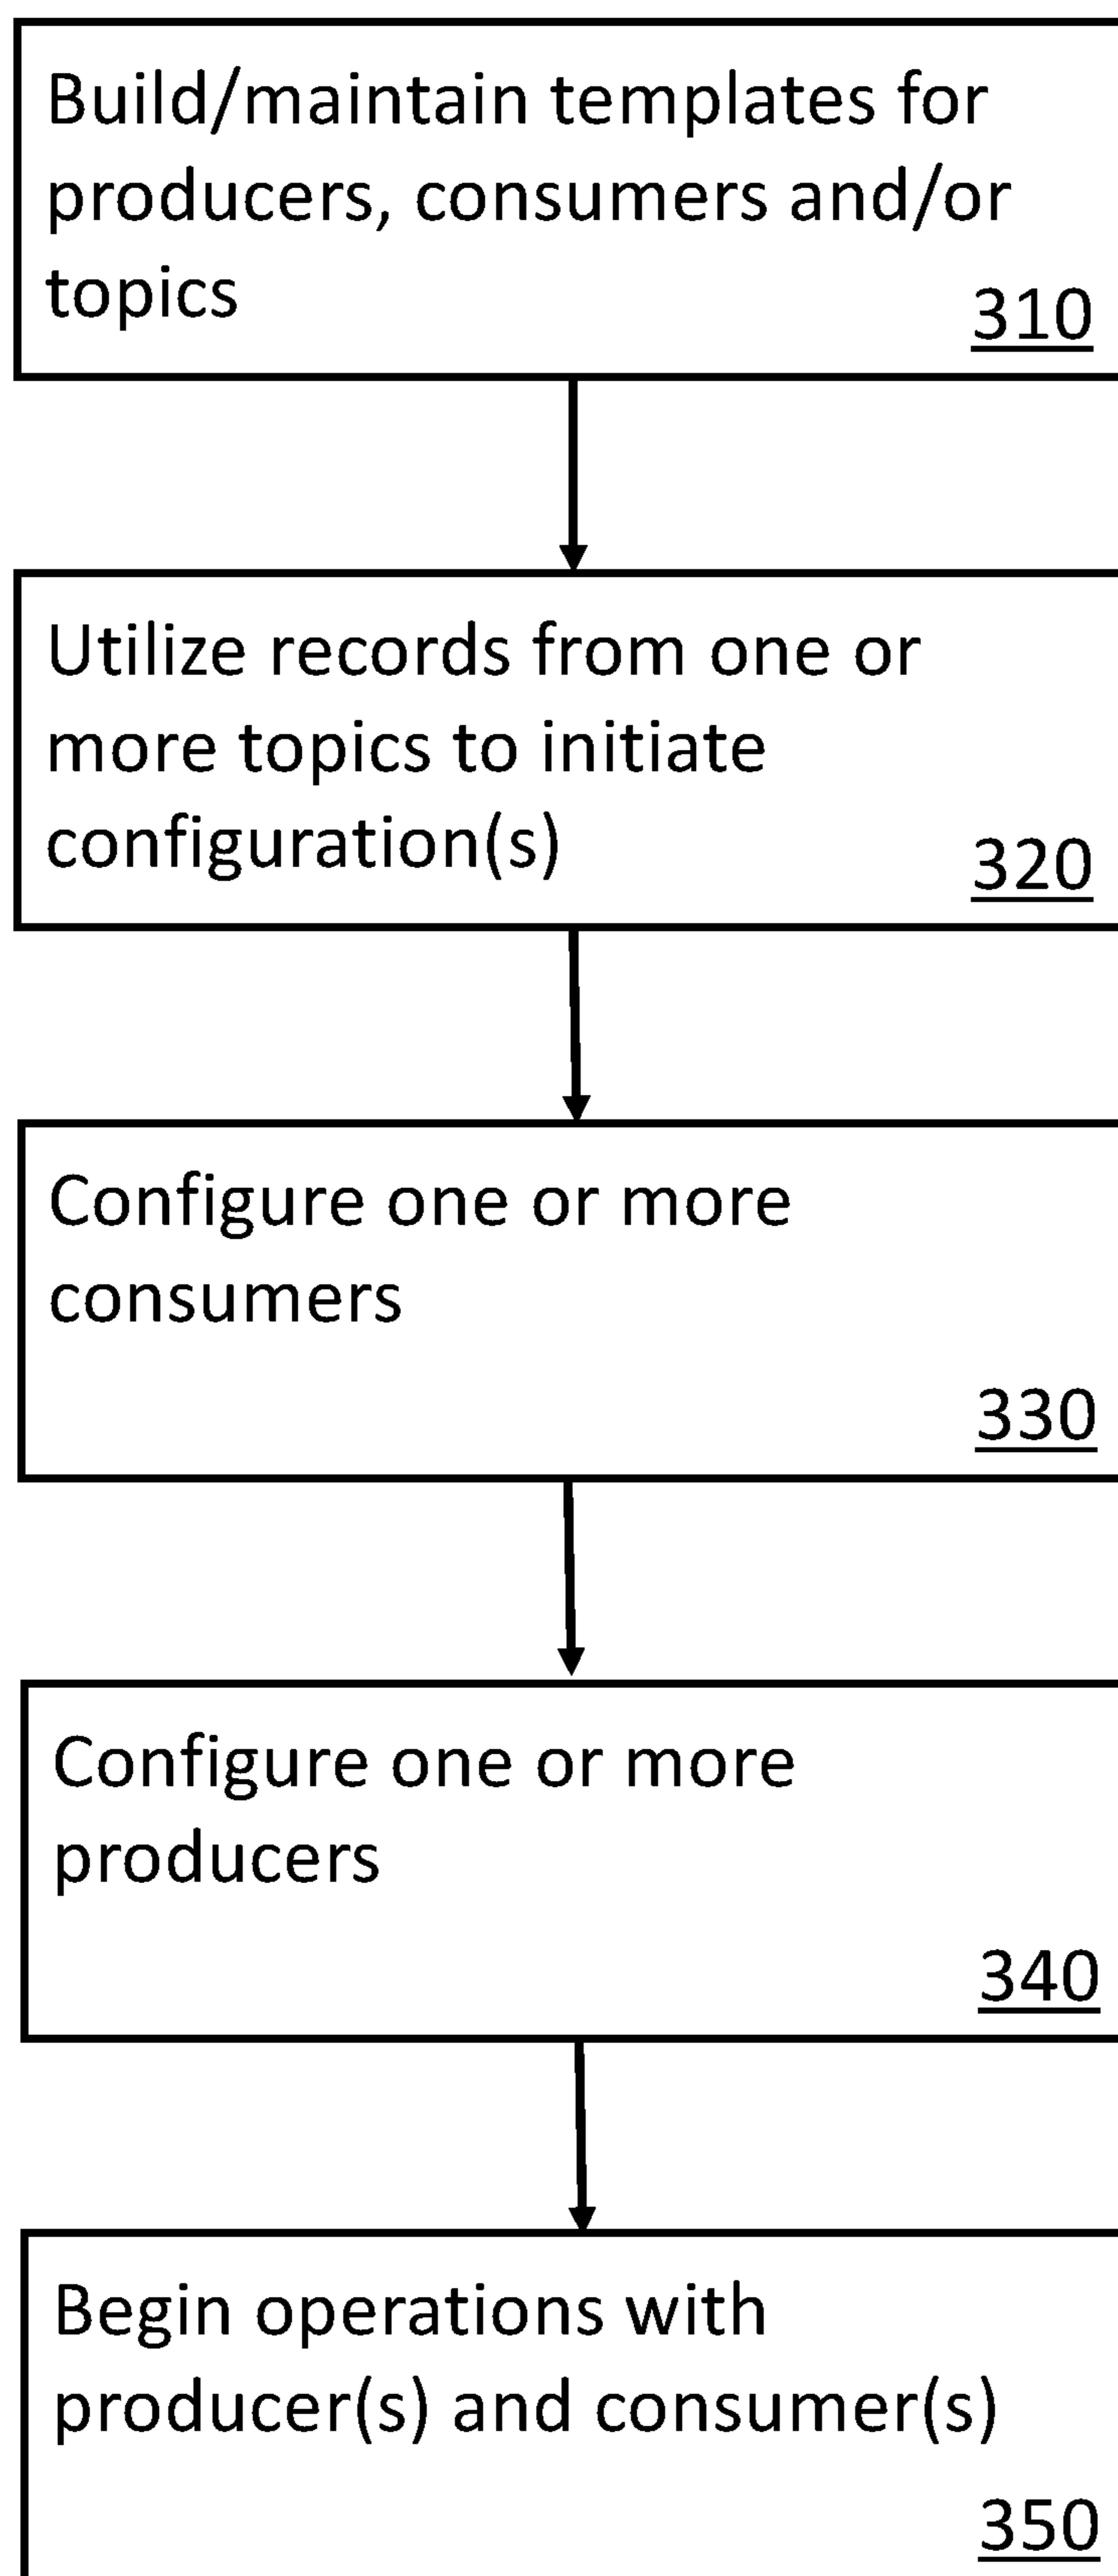 Build/maintain templates for
producers, consumers and/or
topics
310
Utilize records from one or
more topics to initiate
configuration(s)
320
Configure one or more
consumers
330
Configure one or more
producers
340
Begin operations with
producer(s) and consumer(s)
350